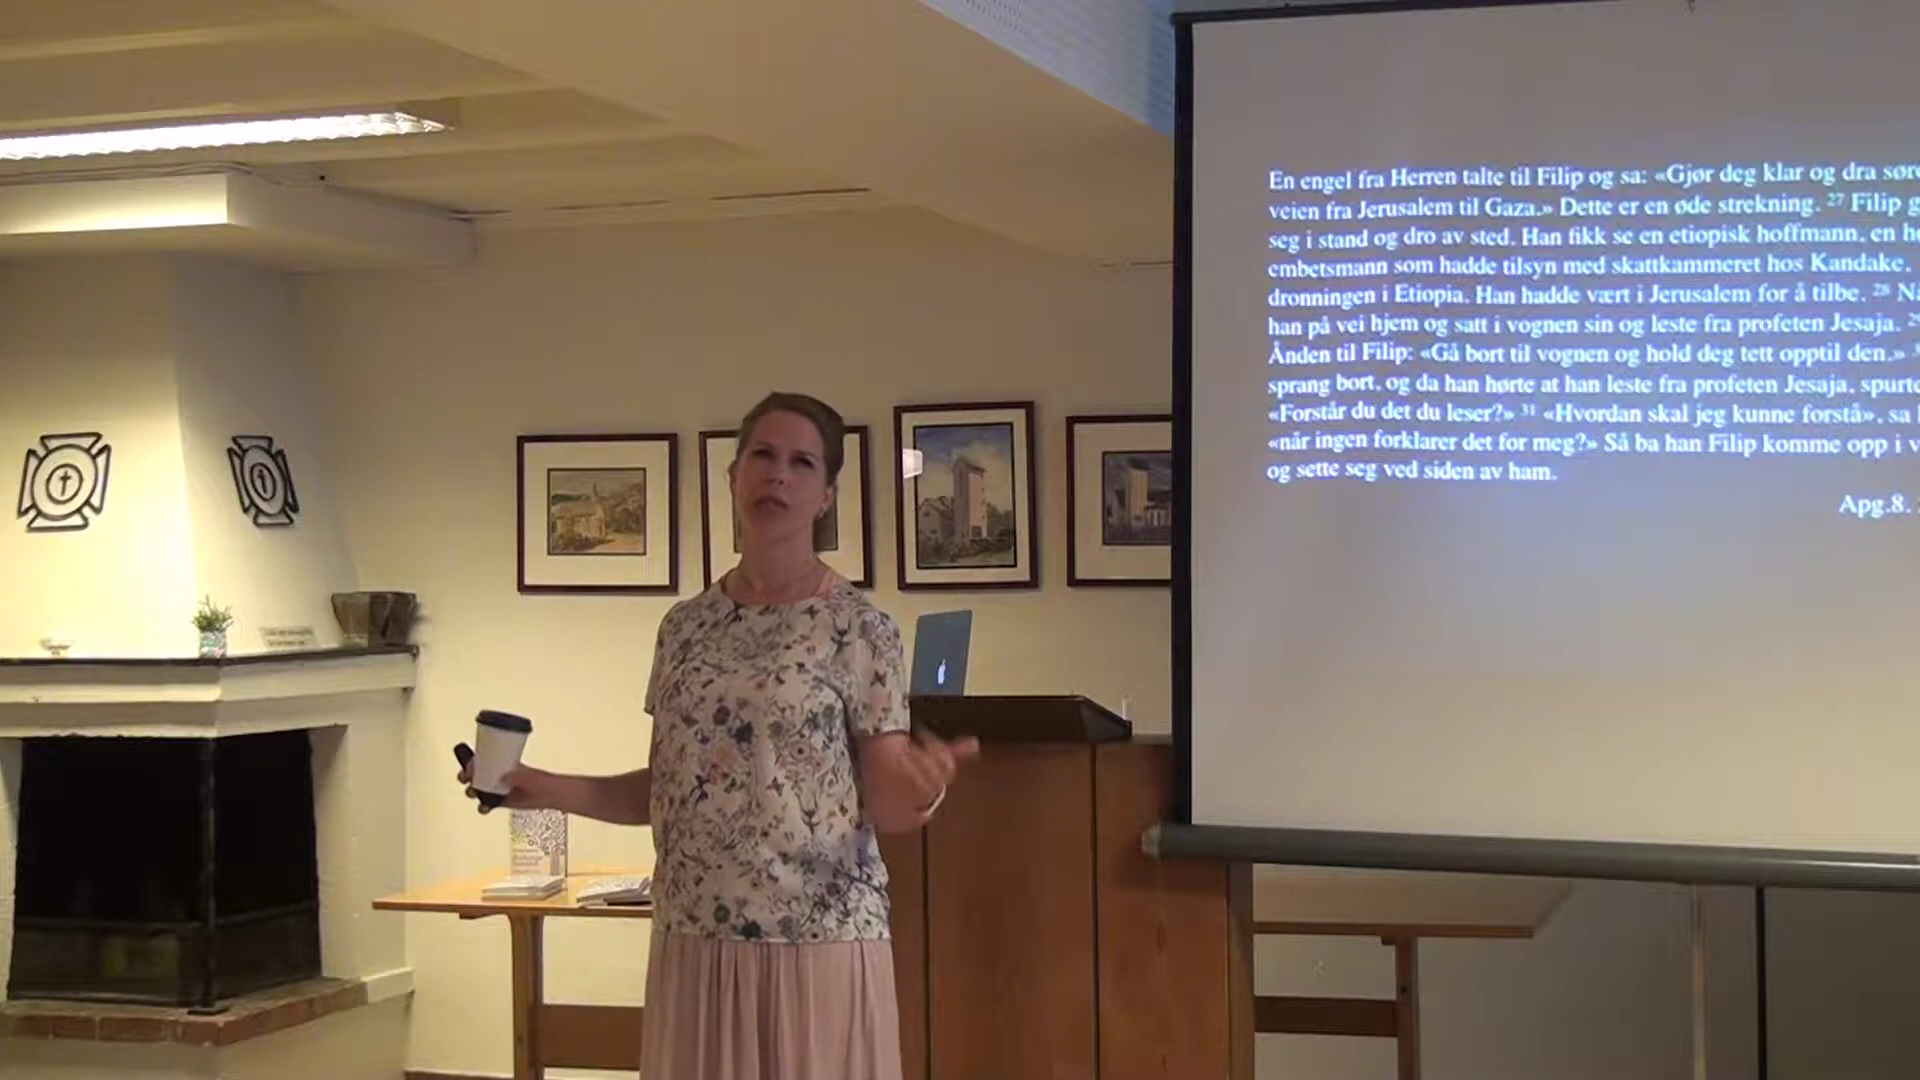 En engel fra Herren talte til Filip og sa: «Gjør deg klar og dra
veien fra Jerusalem til Gaza.» Dette er en øde strekning. 27 Filip
seg i stand og dro av sted. Han fikk se en etiopisk hoffmann, en
embetsmann som hadde tilsyn med skattkammeret hos Kandake,
dronningen i Etiopia. Han hadde vært i Jerusalem for å tilbe. 28
han på vei hjem og satt i vognen sin og leste fra profeten Jesaja.
Ånden til Filip: «Gå bort til vognen og hold deg tett opptil den.»
sprang bort, og da han hørte at han leste fra profeten Jesaja,
«Forstår du det du leser?» 31 «Hvordan skal jeg kunne forstå», sa
«når ingen forklarer det for meg?» Så ba han Filip komme opp i
og sette seg ved siden av ham.
Apg.8.